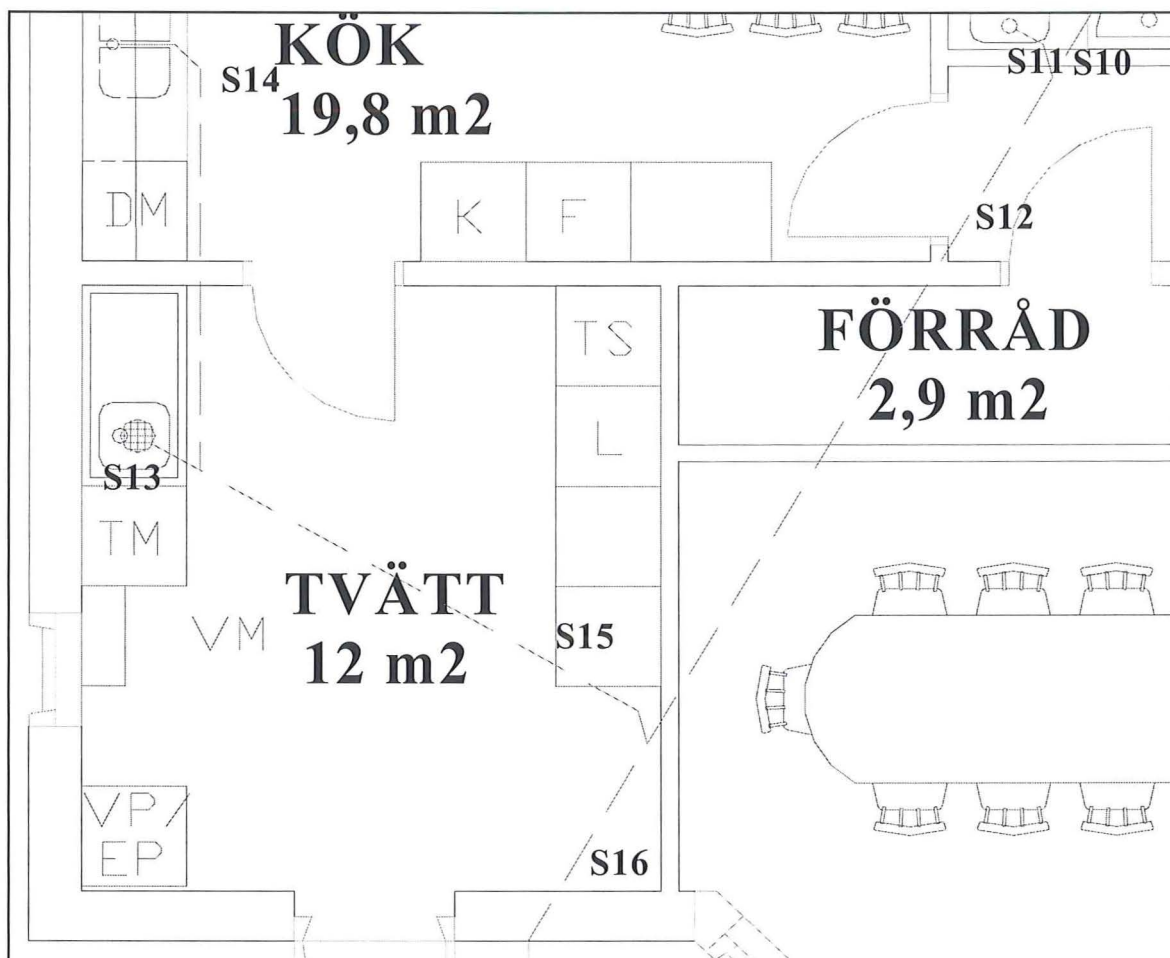 KÖK
19,8 m2
S14
S11
S10
DM
K
F
S12
TS
FÖRRÅD
2,9 m2
L
S13
TM
TVÄTT
12 m2
VM
S15
VP/
EP
S16